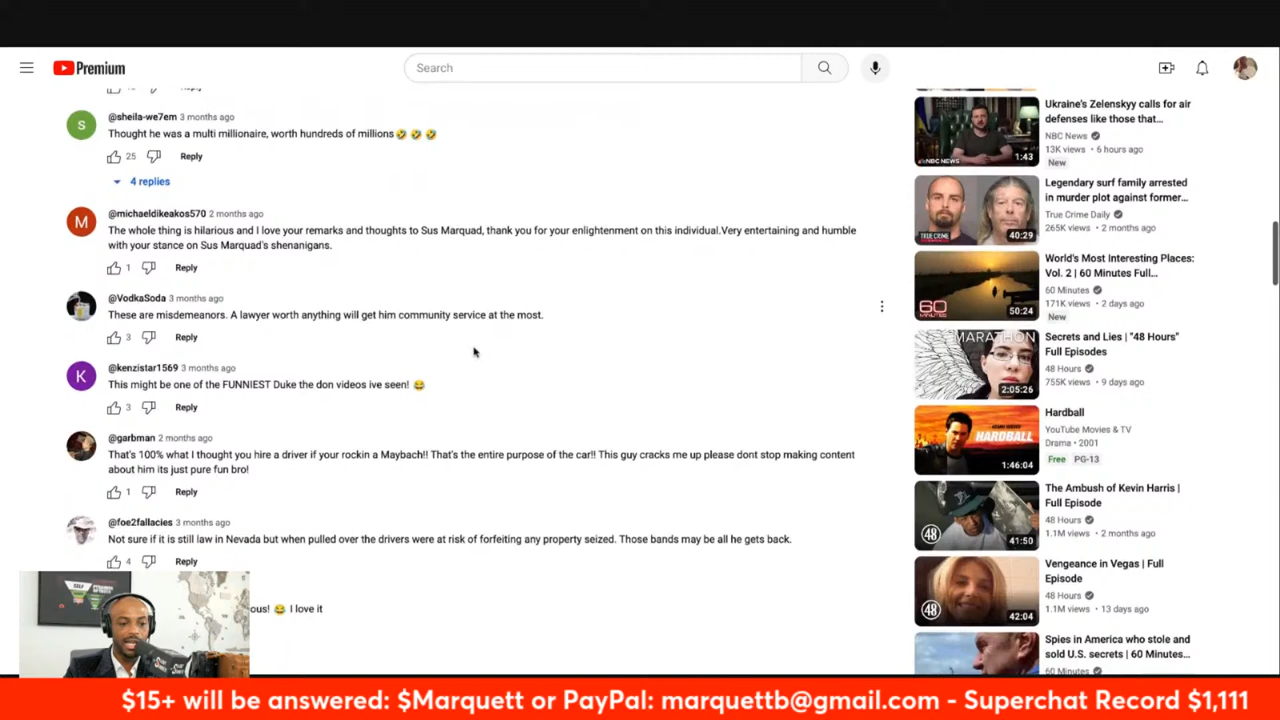 Premium
Search
S
@sheila-we7em 3 months ago
Thought he was a multi millionaire, worth hundreds of millions🤣 🤣 🤣
25
Reply
4 replies
M
@michaeldikeakos570 2 months ago
The whole thing is hilarious and I love your remarks and thoughts to Sus Marquad, thank you for your enlightenment on this individual.Very entertaining and humble
with your stance on Sus Marquad's shenanigans.
1
Reply
@VodkaSoda 3 months ago
These are misdemeanors. A lawyer worth anything will get him community service at the most.
3
Reply
K
@kenzistar1569 3 months ago
This might be one of the FUNNIEST Duke the don videos ive seen! 😂
3
Reply
@garbman 2 months ago
That's 100% what I thought you hire a driver if your rockin a Maybach!! That's the entire purpose of the car!! This guy cracks me up please dont stop making content
about him its just pure fun bro!
1
Reply
@foe2fallacies 3 months ago
Not sure if it is still law in Nevada but when pulled over the drivers were at risk of forfeiting any property seized. Those bands may be all he gets back.
4
Reply
ous! 😂 I love it
NBC NEWS
1:43
Ukraine's Zelenskyy calls for air
defenses like those that...
NBC News
13K views • 6 hours ago
New
TRUE CRIME
40:29
Legendary surf family arrested
in murder plot against former...
True Crime Daily
265K views • 2 months ago
60
MINUTES
50:24
World's Most Interesting Places:
Vol. 2 | 60 Minutes Full...
60 Minutes
171K views • 2 days ago
New
MARATHON
2:05:26
Secrets and Lies | "48 Hours"
Full Episodes
48 Hours
755K views • 9 days ago
HARDBALL
1:46:04
Hardball
YouTube Movies & TV
Drama • 2001
Free PG-13
48
41:50
The Ambush of Kevin Harris |
Full Episode
48 Hours
1.1M views • 2 months ago
48
42:04
Vengeance in Vegas | Full
Episode
48 Hours
1.1M views • 13 days ago
Spies in America who stole and
sold U.S. secrets | 60 Minutes...
60 Minutes
$15+ will be answered: $Marquett or PayPal: marquettb@gmail.com - Superchat Record $1,111